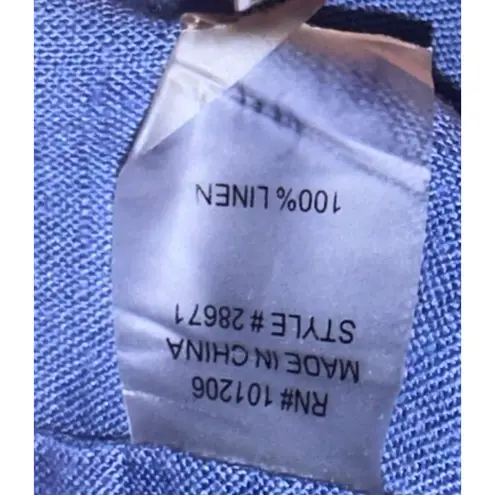 RN# 101206
MADE IN CHINA
STYLE # 28671
100% LINEN